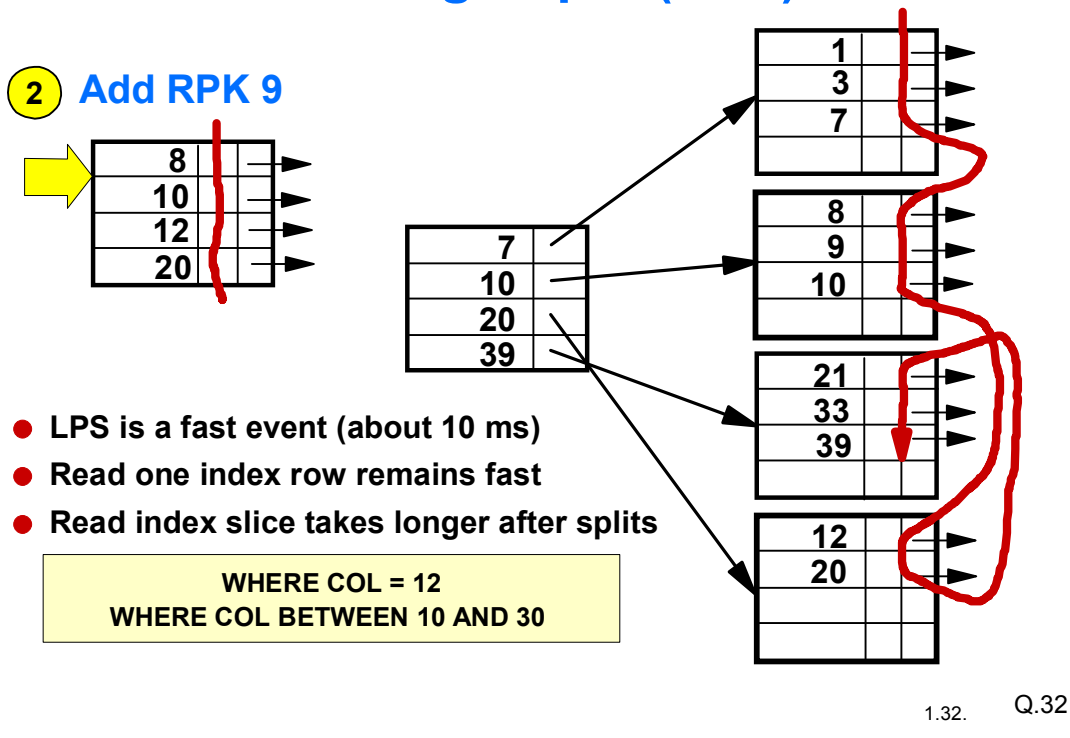 2 Add RPK 9
8
10
12
20
7
10
20
39
1
3
7
8
9
10
21
33
39
12
20
LPS is a fast event (about 10 ms)
Read one index row remains fast
Read index slice takes longer after splits
WHERE COL = 12
WHERE COL BETWEEN 10 AND 30
1.32.
Q.32